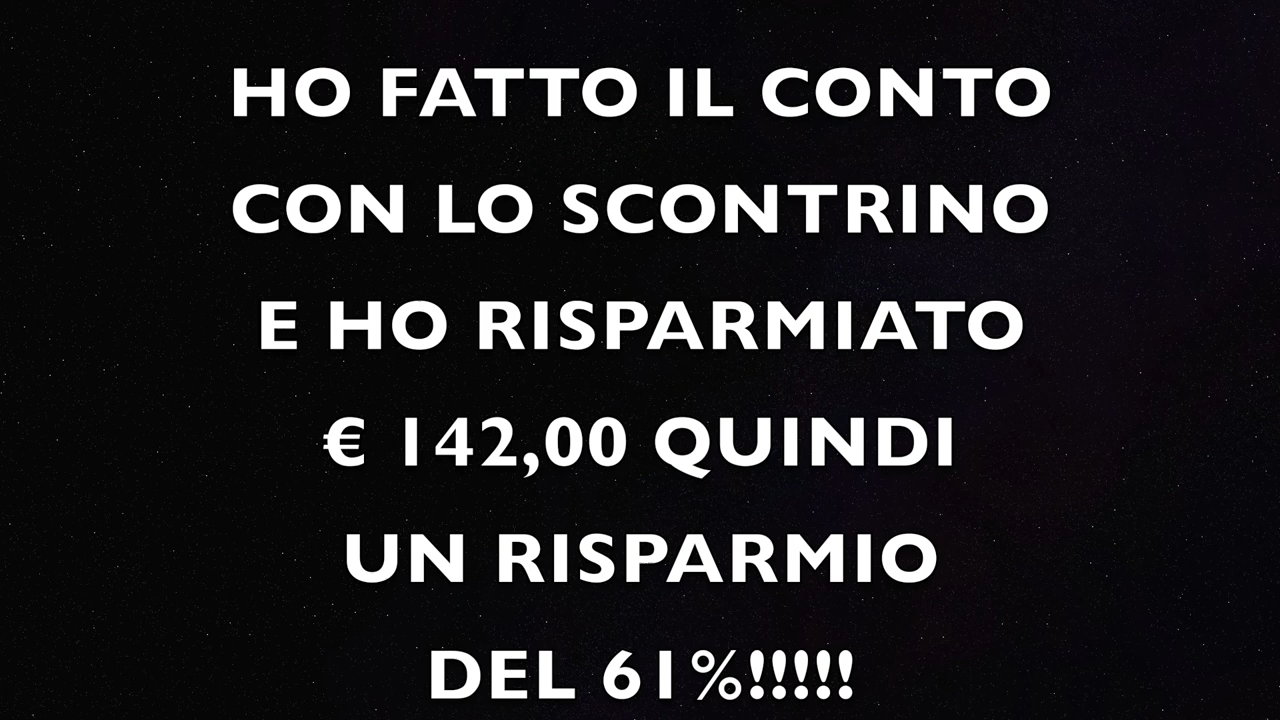 HO FATTO IL CONTO
CON LO SCONTRINO
E HO RISPARMIATO
€ 142,00 QUINDI
UN RISPARMIO
DEL 61%!!!!!